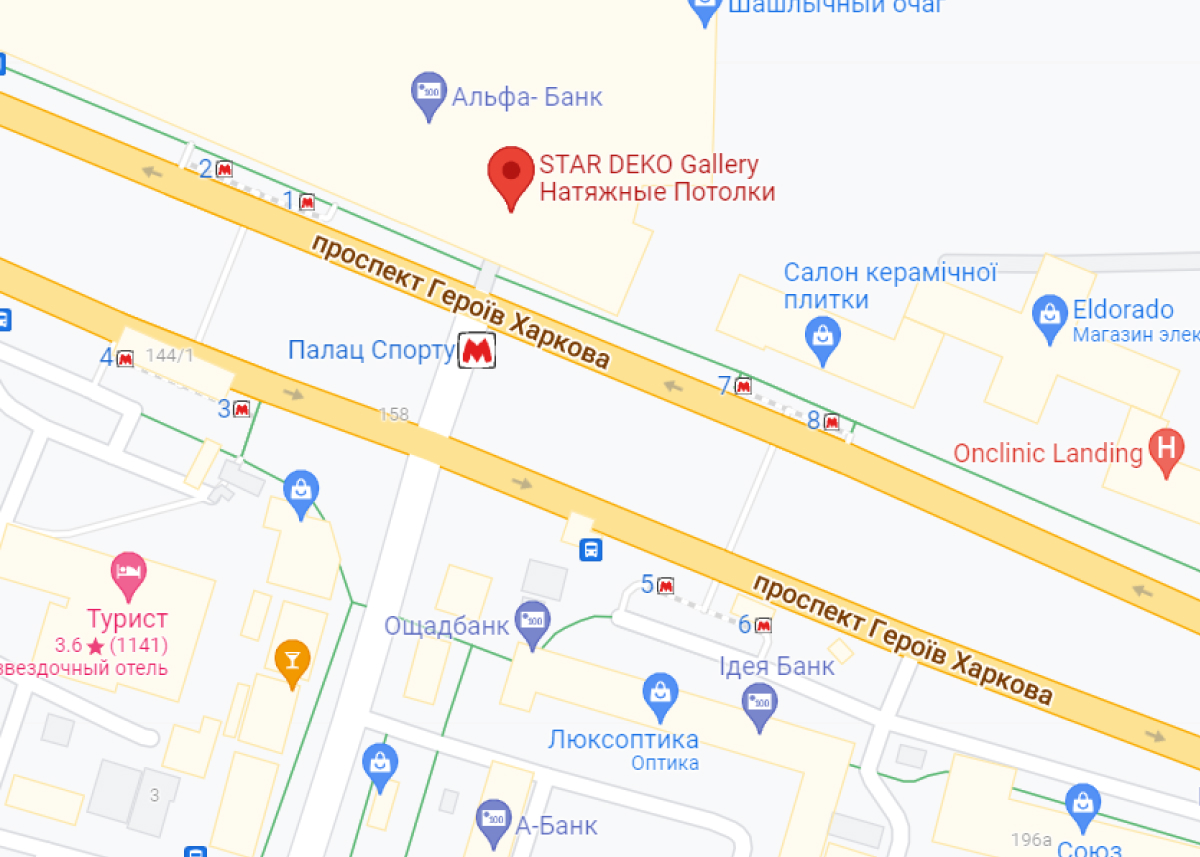 Шашлычный очаг
Альфа- Банк
STAR DEKO Gallery
Натяжные Потолки
2
1
проспект Героїв Харкова
Салон керамічної
плитки
Eldorado
Магазин элек
Палац Спорту
4
144/1
3
158
7
8
Onclinic Landing
Турист
3.6 ★ (1141)
звездочный отель
5
6
проспект Героїв Харкова
Ощадбанк
Ідея Банк
Люксоптика
Оптика
3
А-Банк
196а
Союз